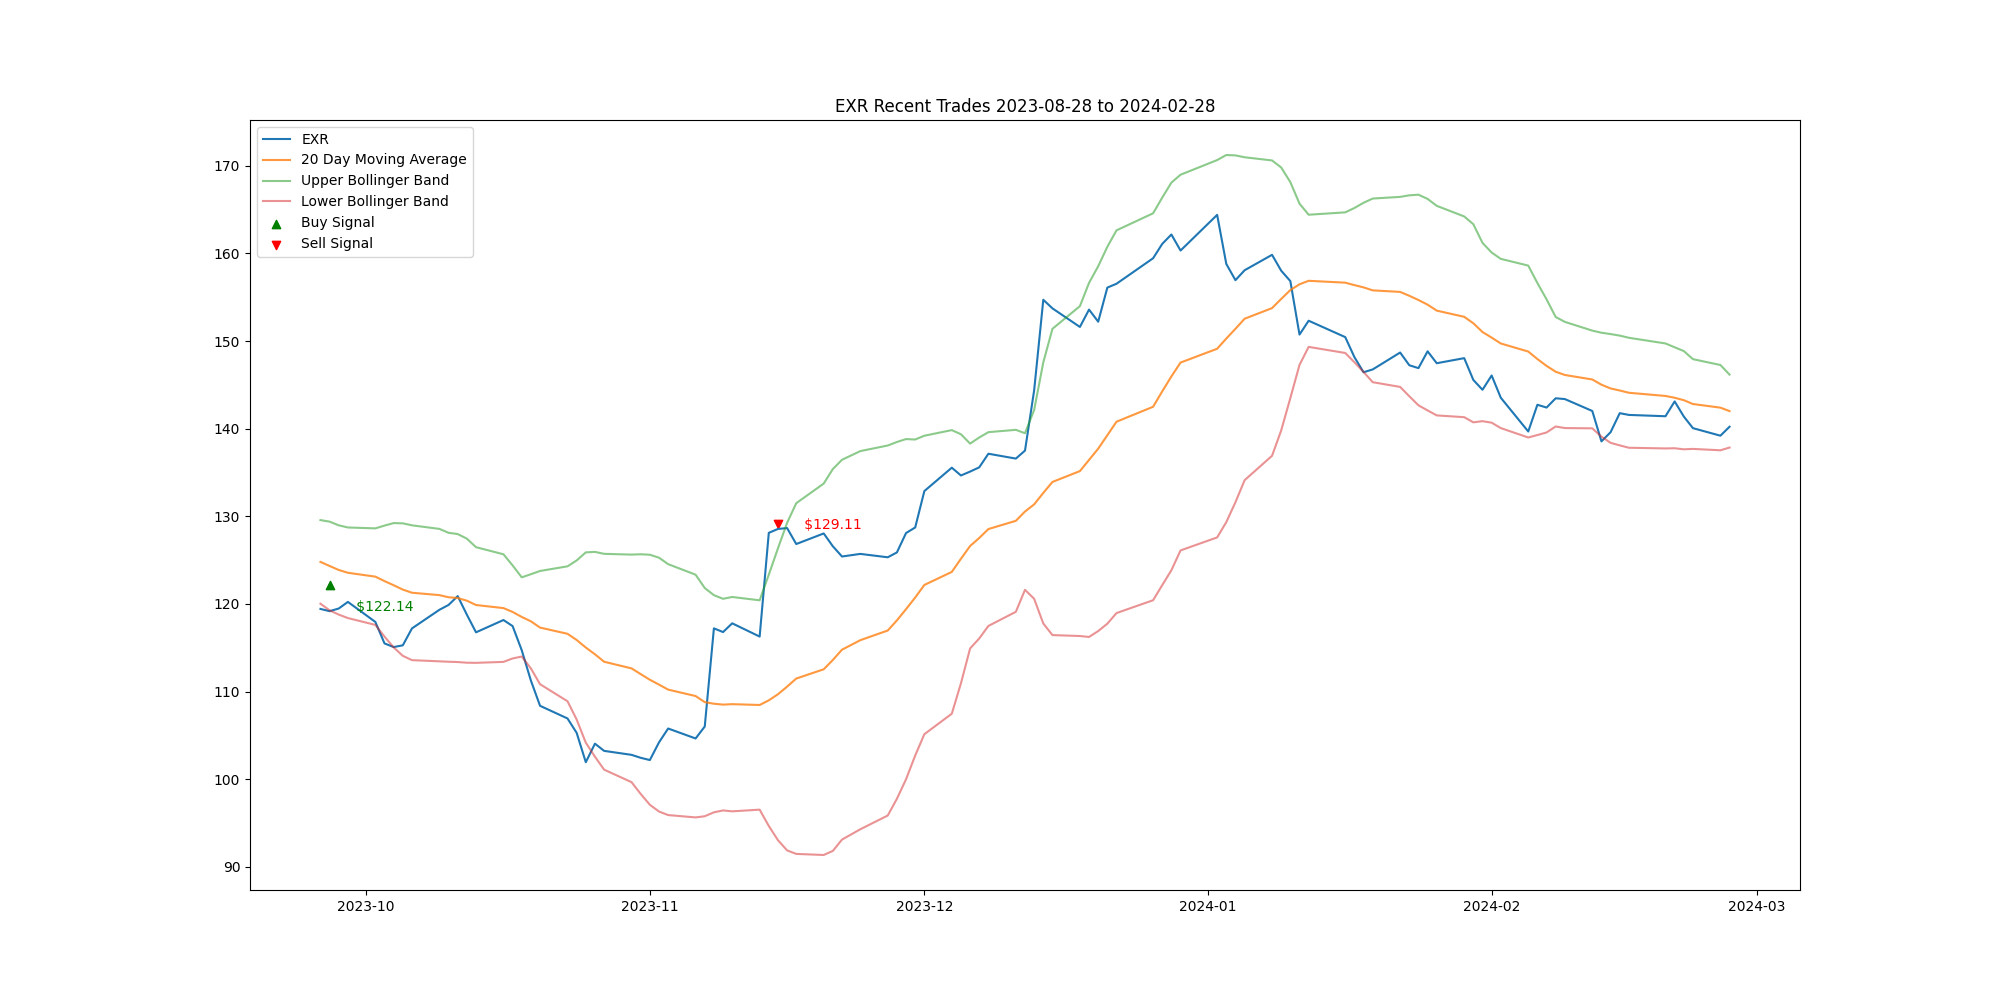 EXR Recent Trades 2023-08-28 to 2024-02-28
EXR
20 Day Moving Average
Upper Bollinger Band
Lower Bollinger Band
Buy Signal
Sell Signal
170
160
150
140
130
120
110
100
90
$129.11
$122.14
2023-10
2023-11
2023-12
2024-01
2024-02
2024-03